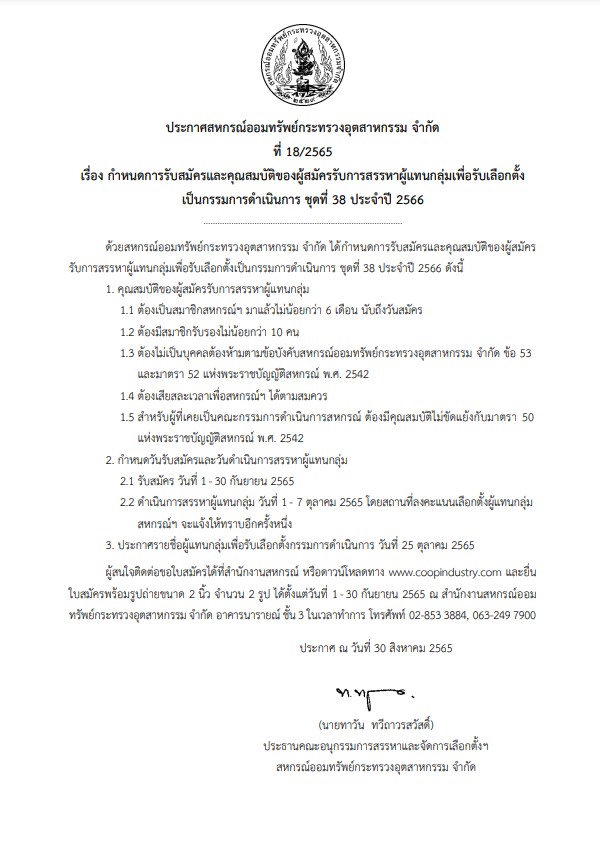 สหกรณ์ออมทรัพย์กระทรวงอุตสาหกรรมจำกัด
๒๕๒๙
ประกาศสหกรณ์ออมทรัพย์กระทรวงอุตสาหกรรม จำกัด
ที่ 18/2565
เรื่อง กำหนดการรับสมัครและคุณสมบัติของผู้สมัครรับการสรรหาผู้แทนกลุ่มเพื่อรับเลือกตั้ง
เป็นกรรมการดำเนินการ ชุดที่ 38 ประจำปี 2566
ด้วยสหกรณ์ออมทรัพย์กระทรวงอุตสาหกรรม จำกัด ได้กำหนดการรับสมัครและคุณสมบัติของผู้สมัคร
รับการสรรหาผู้แทนกลุ่มเพื่อรับเลือกตั้งเป็นกรรมการดำเนินการ ชุดที่ 38 ประจำปี 2566 ดังนี้
1. คุณสมบัติของผู้สมัครรับการสรรหาผู้แทนกลุ่ม
1.1 ต้องเป็นสมาชิกสหกรณ์ฯ มาแล้วไม่น้อยกว่า 6 เดือน นับถึงวันสมัคร
1.2 ต้องมีสมาชิกรับรองไม่น้อยกว่า 10 คน
1.3 ต้องไม่เป็นบุคคลต้องห้ามตามข้อบังคับสหกรณ์ออมทรัพย์กระทรวงอุตสาหกรรม จำกัด ข้อ 53
และมาตรา 52 แห่งพระราชบัญญัติสหกรณ์ พ.ศ. 2542
1.4 ต้องเสียสละเวลาเพื่อสหกรณ์ฯ ได้ตามสมควร
1.5 สำหรับผู้ที่เคยเป็นคณะกรรมการดำเนินการสหกรณ์ ต้องมีคุณสมบัติไม่ขัดแย้งกับมาตรา 50
แห่งพระราชบัญญัติสหกรณ์ พ.ศ. 2542
2. กำหนดวันรับสมัครและวันดำเนินการสรรหาผู้แทนกลุ่ม
2.1 รับสมัคร วันที่ 1 - 30 กันยายน 2565
2.2 ดำเนินการสรรหาผู้แทนกลุ่ม วันที่ 1 - 7 ตุลาคม 2565 โดยสถานที่ลงคะแนนเลือกตั้งผู้แทนกลุ่ม
สหกรณ์ฯ จะแจ้งให้ทราบอีกครั้งหนึ่ง
3. ประกาศรายชื่อผู้แทนกลุ่มเพื่อรับเลือกตั้งกรรมการดำเนินการ วันที่ 25 ตุลาคม 2565
ผู้สนใจติดต่อขอใบสมัครได้ที่สำนักงานสหกรณ์ หรือดาวน์โหลดทาง www.coopindustry.com และยื่น
ใบสมัครพร้อมรูปถ่ายขนาด 2 นิ้ว จำนวน 2 รูป ได้ตั้งแต่วันที่ 1 - 30 กันยายน 2565 ณ สำนักงานสหกรณ์ออม
ทรัพย์กระทรวงอุตสาหกรรม จำกัด อาคารนารายณ์ ชั้น 3 ในเวลาทำการ โทรศัพท์ 02-853 3884, 063-249 7900
ประกาศ ณ วันที่ 30 สิงหาคม 2565
(นายทาวัน ทวีถาวรสวัสดิ์)
ประธานคณะอนุกรรมการสรรหาและจัดการเลือกตั้งฯ
สหกรณ์ออมทรัพย์กระทรวงอุตสาหกรรม จำกัด